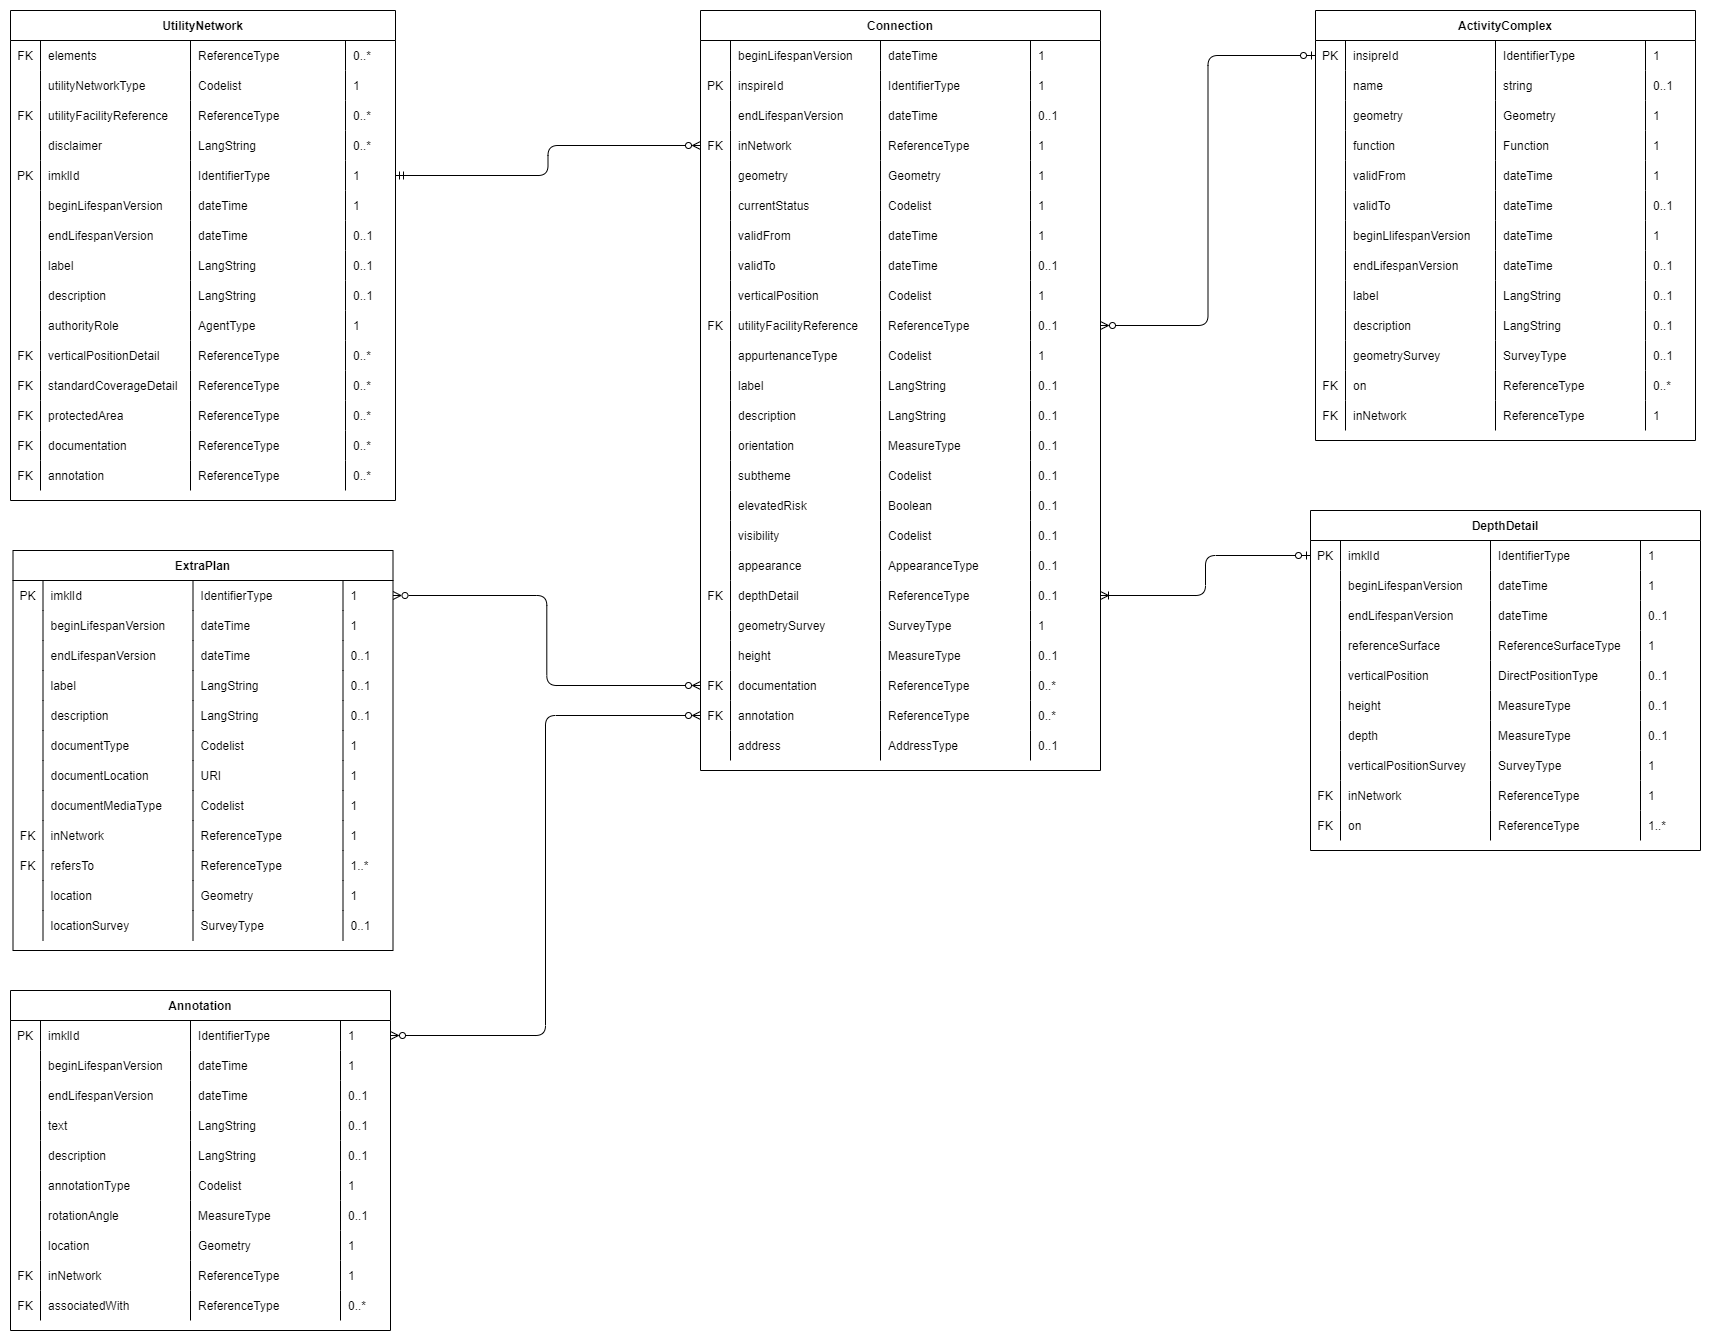 UtilityNetwork
FK elements ReferenceType 0..*
utilityNetworkType Codelist 1
FK utilityFacilityReference ReferenceType 0..*
disclaimer LangString 0..*
PK imklId IdentifierType 1
beginLifespanVersion dateTime 1
endLifespanVersion dateTime 0..1
label LangString 0..1
description LangString 0..1
authorityRole AgentType 1
FK verticalPositionDetail ReferenceType 0..*
FK standardCoverageDetail ReferenceType 0..*
FK protectedArea ReferenceType 0..*
FK documentation ReferenceType 0..*
FK annotation ReferenceType 0..*
ExtraPlan
PK imklId IdentifierType 1
beginLifespanVersion dateTime 1
endLifespanVersion dateTime 0..1
label LangString 0..1
description LangString 0..1
documentType Codelist 1
documentLocation URI 1
documentMediaType Codelist 1
FK inNetwork ReferenceType 1
FK refersTo ReferenceType 1..*
location Geometry 1
locationSurvey SurveyType 0..1
Annotation
PK imklId IdentifierType 1
beginLifespanVersion dateTime 1
endLifespanVersion dateTime 0..1
text LangString 0..1
description LangString 0..1
annotationType Codelist 1
rotationAngle MeasureType 0..1
location Geometry 1
FK inNetwork ReferenceType 1
FK associatedWith ReferenceType 0..*
Connection
beginLifespanVersion dateTime 1
PK inspireId IdentifierType 1
endLifespanVersion dateTime 0..1
FK inNetwork ReferenceType 1
geometry Geometry 1
currentStatus Codelist 1
validFrom dateTime 1
validTo dateTime 0..1
verticalPosition Codelist 1
FK utilityFacilityReference ReferenceType 0..1
appurtenanceType Codelist 1
label LangString 0..1
description LangString 0..1
orientation MeasureType 0..1
subtheme Codelist 0..1
elevatedRisk Boolean 0..1
visibility Codelist 0..1
appearance AppearanceType 0..1
FK depthDetail ReferenceType 0..1
geometrySurvey SurveyType 1
height MeasureType 0..1
FK documentation ReferenceType 0..*
FK annotation ReferenceType 0..*
address AddressType 0..1
ActivityComplex
PK insipreId IdentifierType 1
name string 0..1
geometry Geometry 1
function Function 1
validFrom dateTime 1
validTo dateTime 0..1
beginLlifespanVersion dateTime 1
endLifespanVersion dateTime 0..1
label LangString 0..1
description LangString 0..1
geometrySurvey SurveyType 0..1
FK on ReferenceType 0..*
FK inNetwork ReferenceType 1
DepthDetail
PK imklId IdentifierType 1
beginLifespanVersion dateTime 1
endLifespanVersion dateTime 0..1
referenceSurface ReferenceSurfaceType 1
verticalPosition DirectPositionType 0..1
height MeasureType 0..1
depth MeasureType 0..1
verticalPositionSurvey SurveyType 1
FK inNetwork ReferenceType 1
FK on ReferenceType 1..*